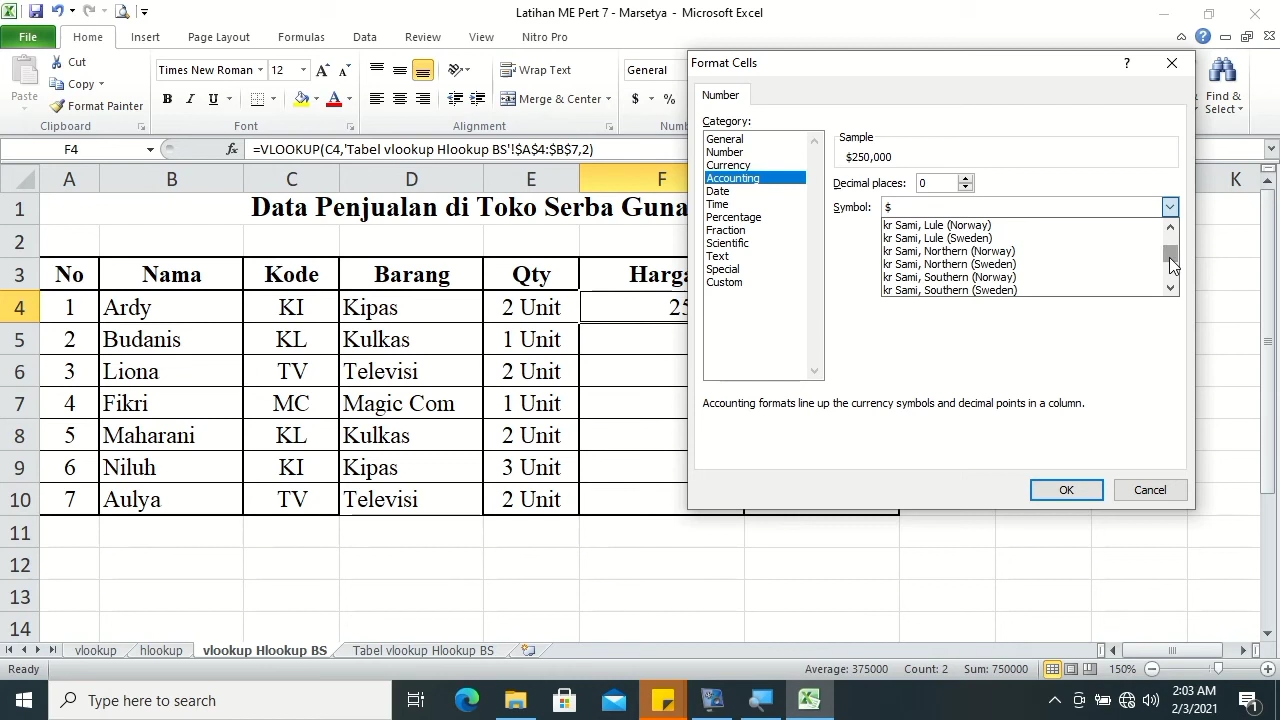 Latihan ME Pert 7 - Marsetya - Microsoft Excel
File Home Insert Page Layout Formulas Data Review View Nitro Pro
Paste
Cut
Copy
Format Painter
Clipboard
Times New Roman 12
B I U
Font
Wrap Text
Merge & Center
Alignment
General
$ %
Find &
Select
F4 fx =VLOOKUP(C4,'Tabel vlookup Hlookup BS'!$A$4:$B$7,2)
A B C D E F K
1 Data Penjualan di Toko Serba Guna
2
3 No Nama Kode Barang Qty
4 1 Ardy KI Kipas 2 Unit
5 2 Budanis KL Kulkas 1 Unit
6 3 Liona TV Televisi 2 Unit
7 4 Fikri MC Magic Com 1 Unit
8 5 Maharani KL Kulkas 2 Unit
9 6 Niluh KI Kipas 3 Unit
10 7 Aulya TV Televisi 2 Unit
11
12
13
14
Format Cells ?
Number
Category:
General
Number
Currency
Accounting
Date
Time
Percentage
Fraction
Scientific
Text
Special
Custom
Sample
$250,000
Decimal places: 0
Symbol: $
kr Sami, Lule (Norway)
kr Sami, Lule (Sweden)
kr Sami, Northern (Norway)
kr Sami, Northern (Sweden)
kr Sami, Southern (Norway)
kr Sami, Southern (Sweden)
Accounting formats line up the currency symbols and decimal points in a column.
OK Cancel
vlookup hlookup vlookup Hlookup BS Tabel vlookup Hlookup BS
Ready Average: 375000 Count: 2 Sum: 750000 150%
Type here to search
2:03 AM
2/3/2021
1